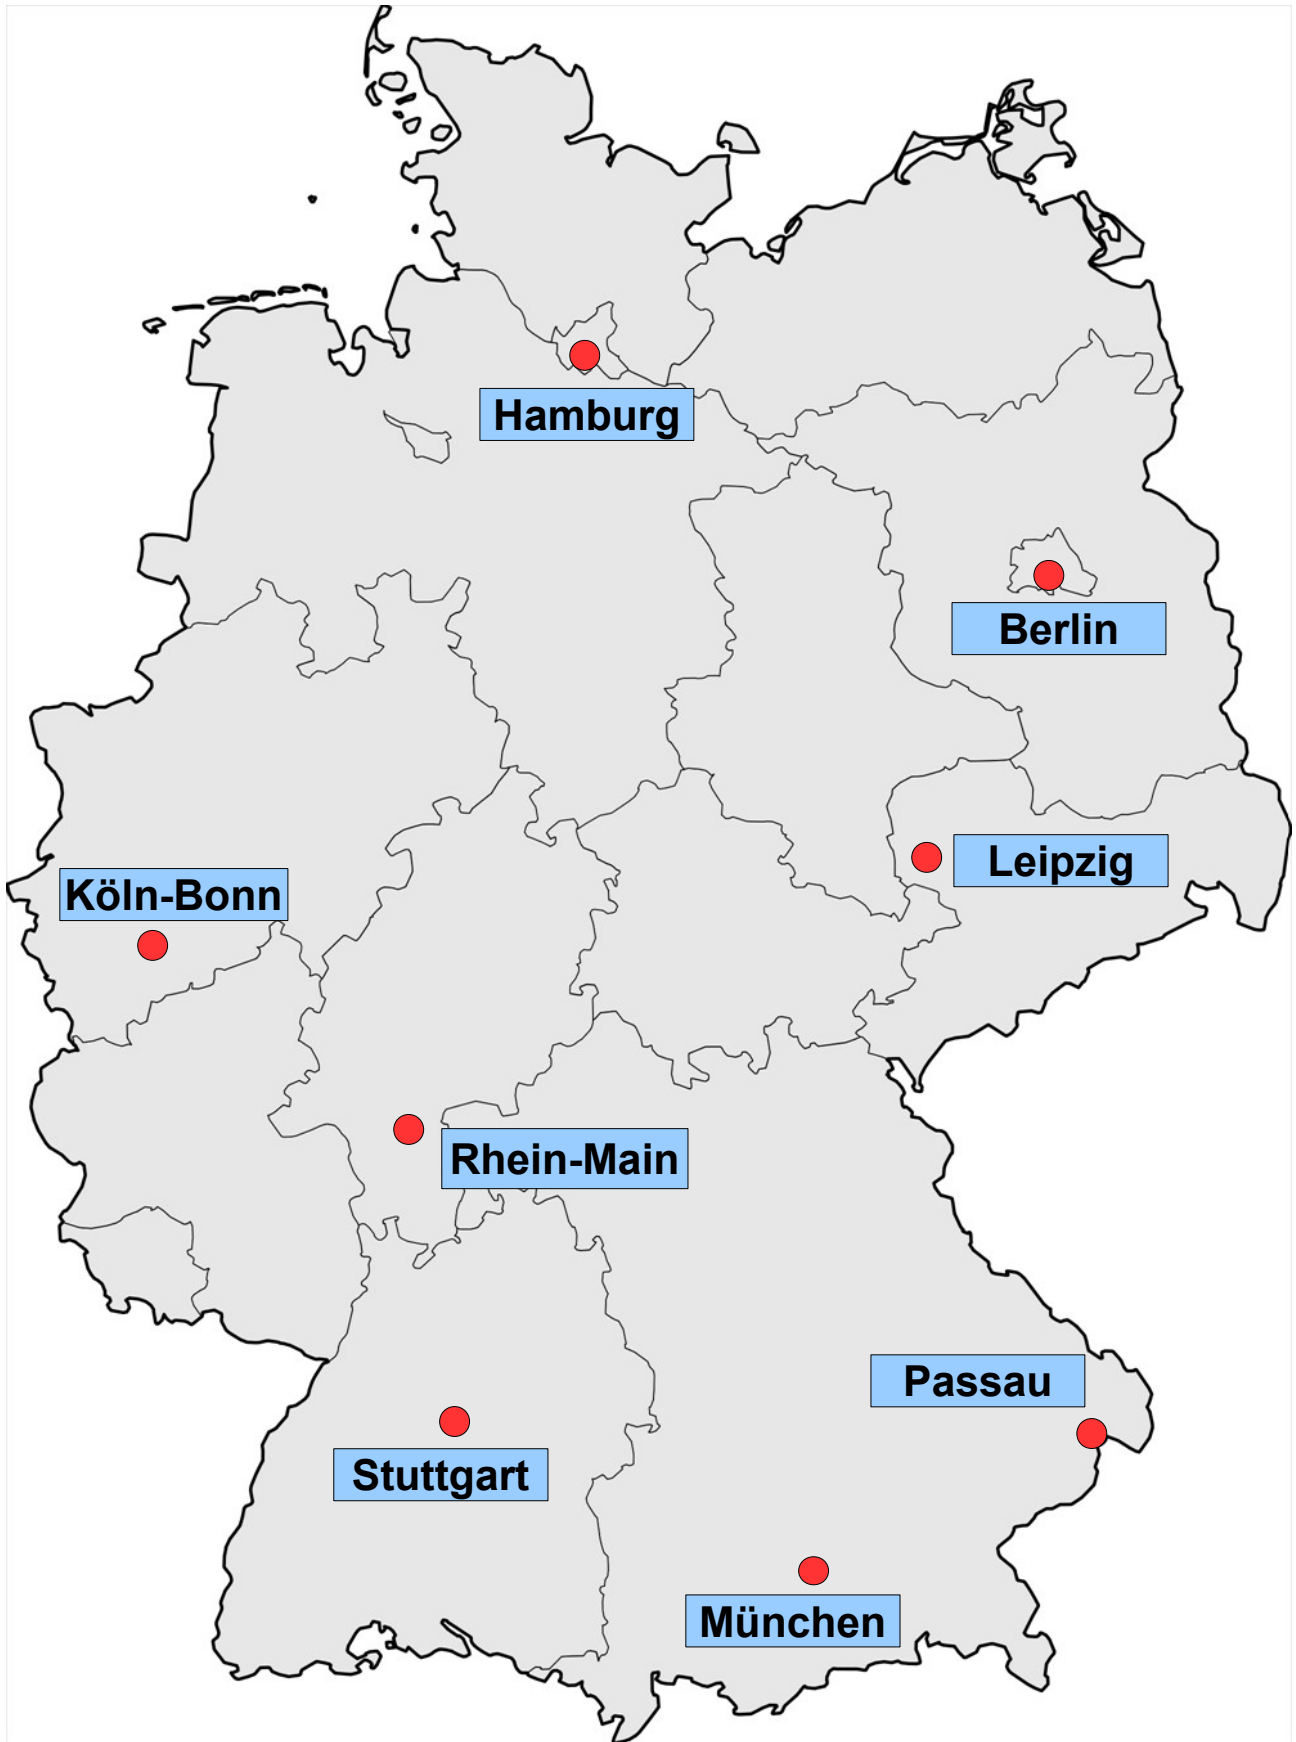 Hamburg
Berlin
Leipzig
Köln-Bonn
Rhein-Main
Passau
Stuttgart
München